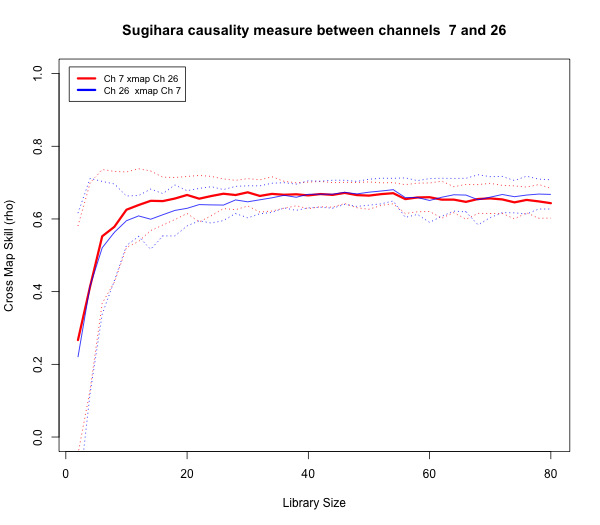 Sugihara causality measure between channels  7 and 26
Ch 7 xmap Ch 26
Ch 26  xmap Ch 7
Cross Map Skill (rho)
1.0
0.8
0.6
0.4
0.2
0.0
0 20 40 60 80
Library Size